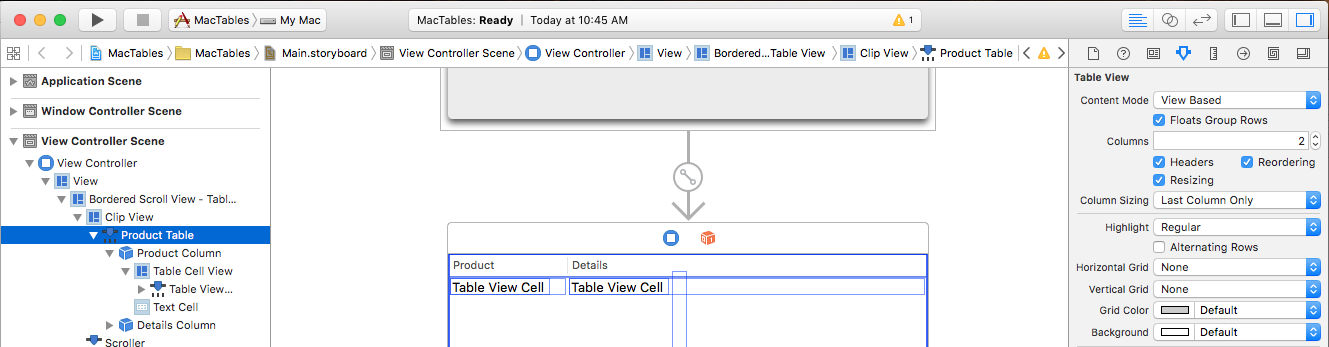 MacTables My Mac MacTables: Ready Today at 10:45 AM 1
MacTables MacTables Main.storyboard View Controller Scene View Controller View Bordered...Table View Clip View Product Table
Application Scene
Window Controller Scene
View Controller Scene
View Controller
View
Bordered Scroll View - Tabl...
Clip View
Product Table
Product Column
Table Cell View
Table View...
Text Cell
Details Column
Scroller
Product Details
Table View Cell Table View Cell
Table View
Content Mode View Based
Floats Group Rows
Columns 2
Headers Reordering
Resizing
Column Sizing Last Column Only
Highlight Regular
Alternating Rows
Horizontal Grid None
Vertical Grid None
Grid Color Default
Background Default